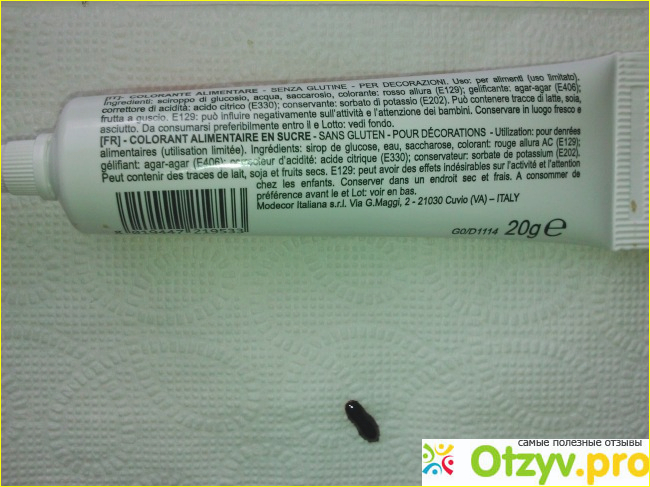 [IT]- COLORANTE ALIMENTARE - SENZA GLUTINE - PER DECORAZIONI. Uso: per alimenti (uso limitato).
Ingredienti: sciroppo di glucosio, acqua, saccarosio, colorante: rosso allura (E129); gelificante: agar-agar (E406);
correttore di acidità: acido citrico (E330); conservante: sorbato di potassio (E202). Può contenere tracce di latte, soia,
frutta a guscio. E129: può influire negativamente sull'attività e l'attenzione dei bambini. Conservare in luogo fresco e
asciutto. Da consumarsi preferibilmente entro il e Lotto: vedi fondo.
[FR] - COLORANT ALIMENTAIRE EN SUCRE - SANS GLUTEN - POUR DÉCORATIONS - Utilization: pour denrées
alimentaires (utilisation limitée). Ingrédients: sirop de glucose, eau, saccharose, colorant: rouge allura AC (E129);
gélifiant: agar-agar (E406); correcteur d'acidité: acide citrique (E330); conservateur: sorbate de potassium (E202).
Peut contenir des traces de lait, soja et fruits secs. E129: peut avoir des effets indésirables sur l'activité et l'attention
chez les enfants. Conserver dans un endroit sec et frais. A consommer de
préférence avant le et Lot: voir en bas.
Modecor Italiana s.r.l. Via G.Maggi, 2 - 21030 Cuvio (VA) – ITALY
G0/D1114 20g e
8 019447 219533
самые полезные отзывы
Otzyv.pro